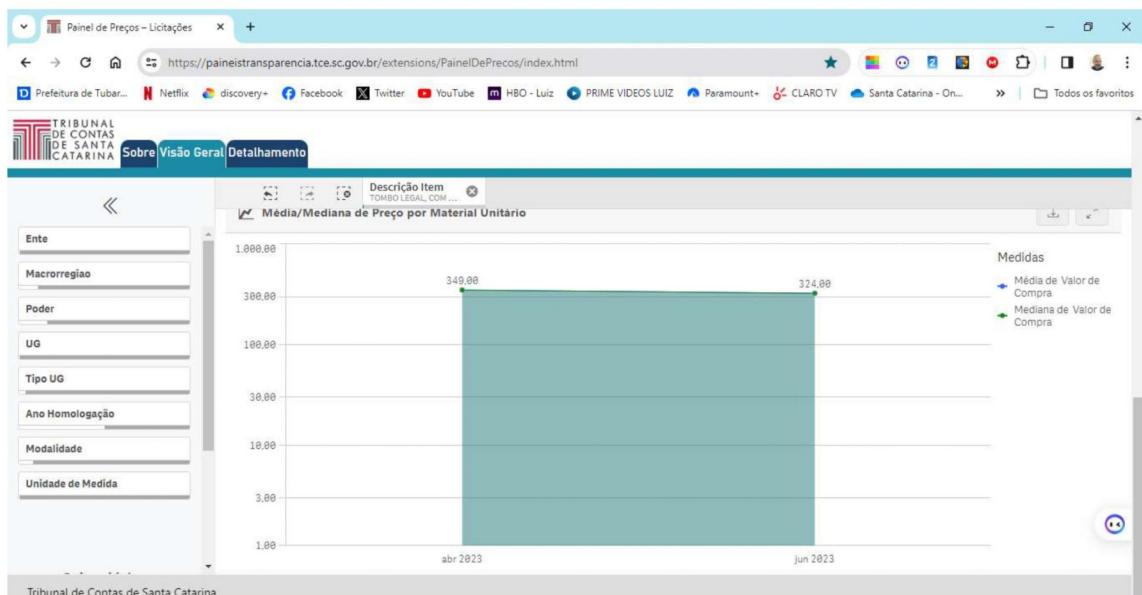 Painel de Preços – Licitações
https://paineistransparencia.tce.sc.gov.br/extensions/PainelDePrecos/index.html
Prefeitura de Tubar... Netflix discovery+ Facebook Twitter YouTube HBO - Luiz PRIME VIDEOS LUIZ Paramount+ CLARO TV Santa Catarina - On... » Todos os favoritos
TRIBUNAL
DE CONTAS
DE SANTA
CATARINA
Sobre Visão Geral Detalhamento
Descrição Item
TOMBO LEGAL, COM ...
Média/Mediana de Preço por Material Unitário
Ente
Macrorregiao
Poder
UG
Tipo UG
Ano Homologação
Modalidade
Unidade de Medida
1.000,00
300,00
100,00
30,00
10,00
3,00
1,00
349,00
324,00
abr 2023
jun 2023
Medidas
Média de Valor de
Compra
Mediana de Valor de
Compra
Tribunal de Contas de Santa Catarina